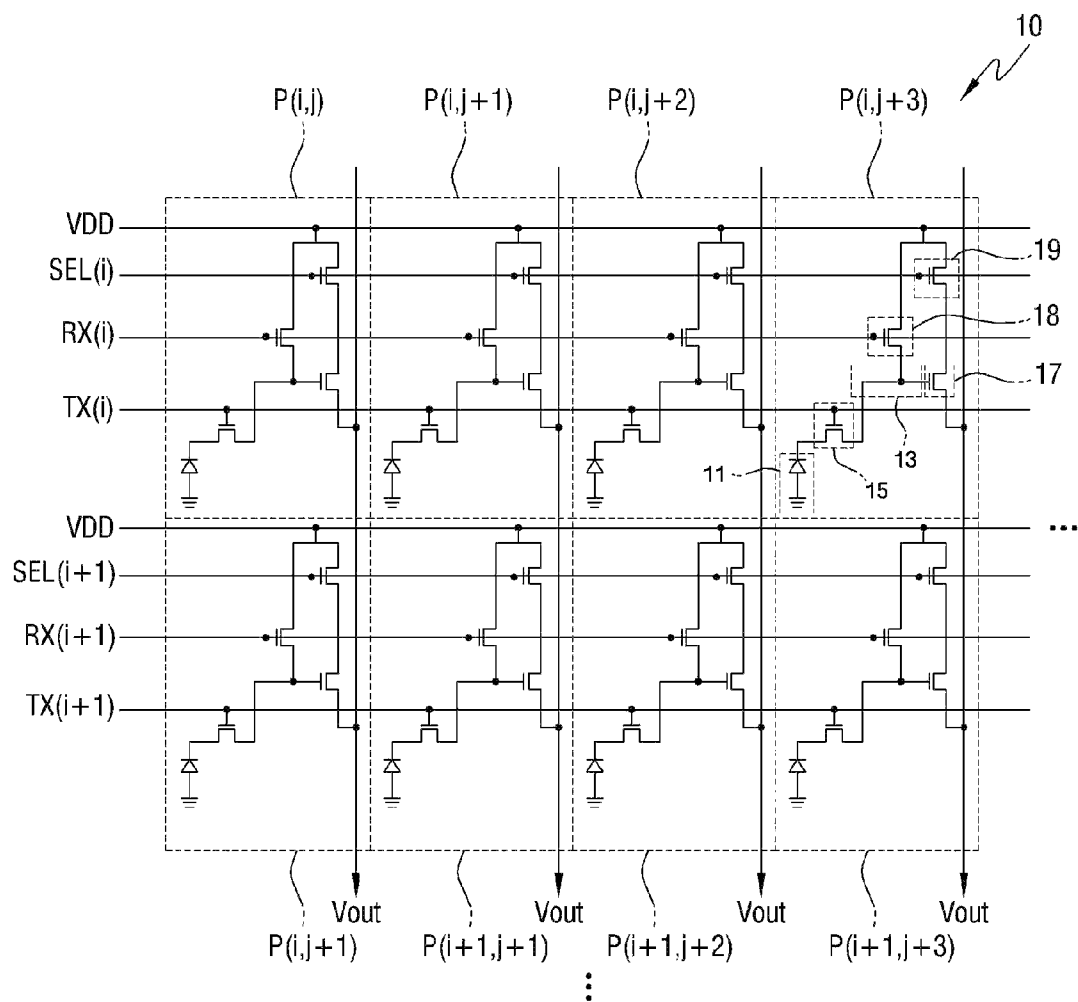 10
P(i,j) P(i,j+1) P(i,j+2) P(i,j+3)
VDD
19
SEL(i)
18
RX(i)
17
TX(i)
13
11
15
VDD
...
SEL(i+1)
RX(i+1)
TX(i+1)
Vout Vout Vout Vout
P(i,j+1) P(i+1,j+1) P(i+1,j+2) P(i+1,j+3)
...